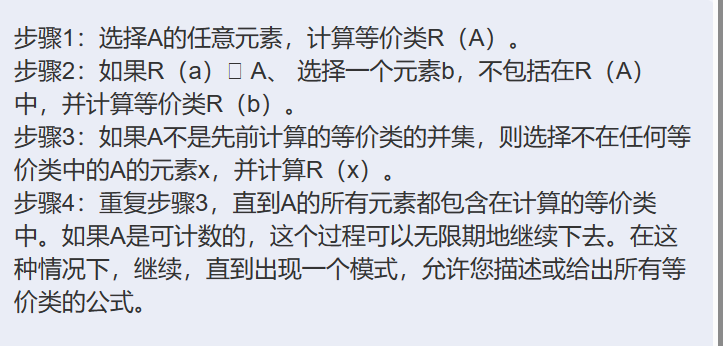 步骤1：选择A的任意元素，计算等价类R（A）。
步骤2：如果R（a）□ A、 选择一个元素b，不包括在R（A）
中，并计算等价类R（b）。
步骤3：如果A不是先前计算的等价类的并集，则选择不在任何等
价类中的A的元素x，并计算R（x）。
步骤4：重复步骤3，直到A的所有元素都包含在计算的等价类
中。如果A是可计数的，这个过程可以无限期地继续下去。在这
种情况下，继续，直到出现一个模式，允许您描述或给出所有等
价类的公式。